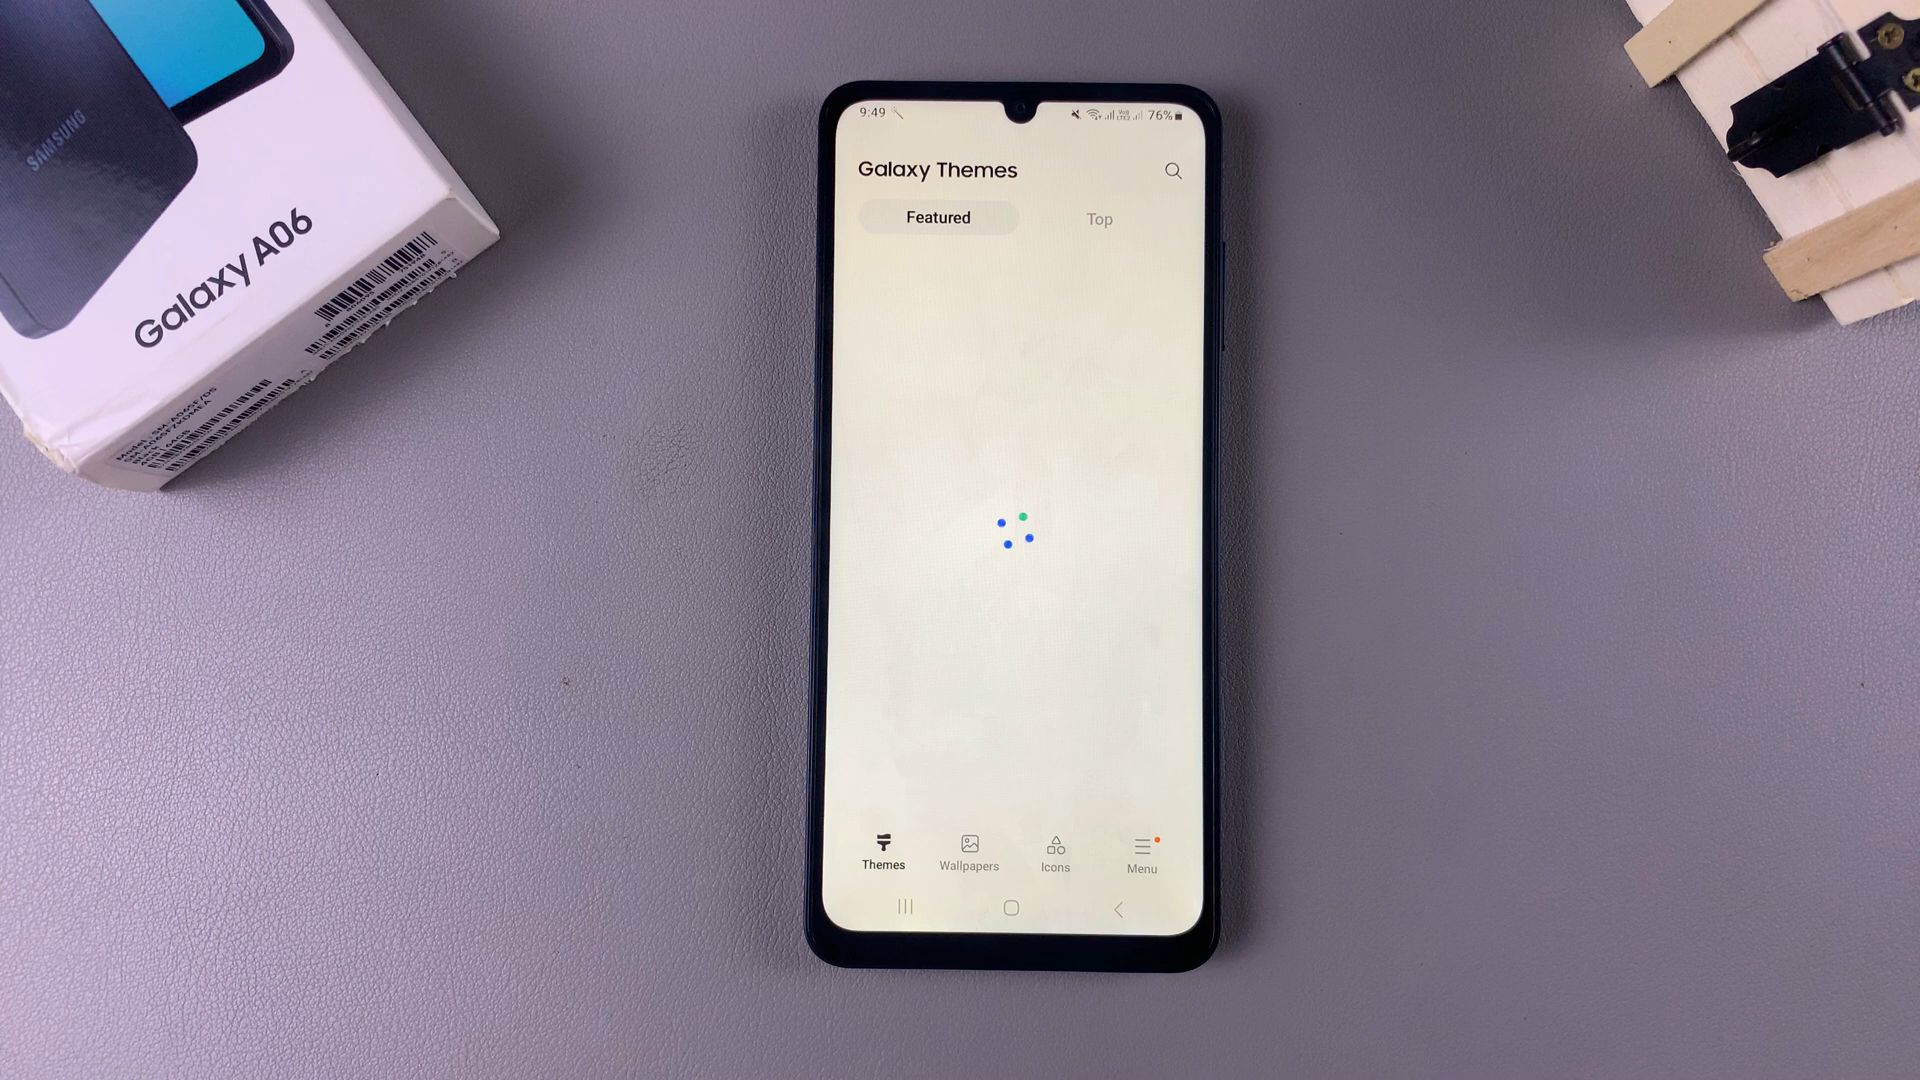 SAMSUNG
Galaxy A06
9:49
76%
Galaxy Themes
Featured
Top
Themes
Wallpapers
Icons
Menu